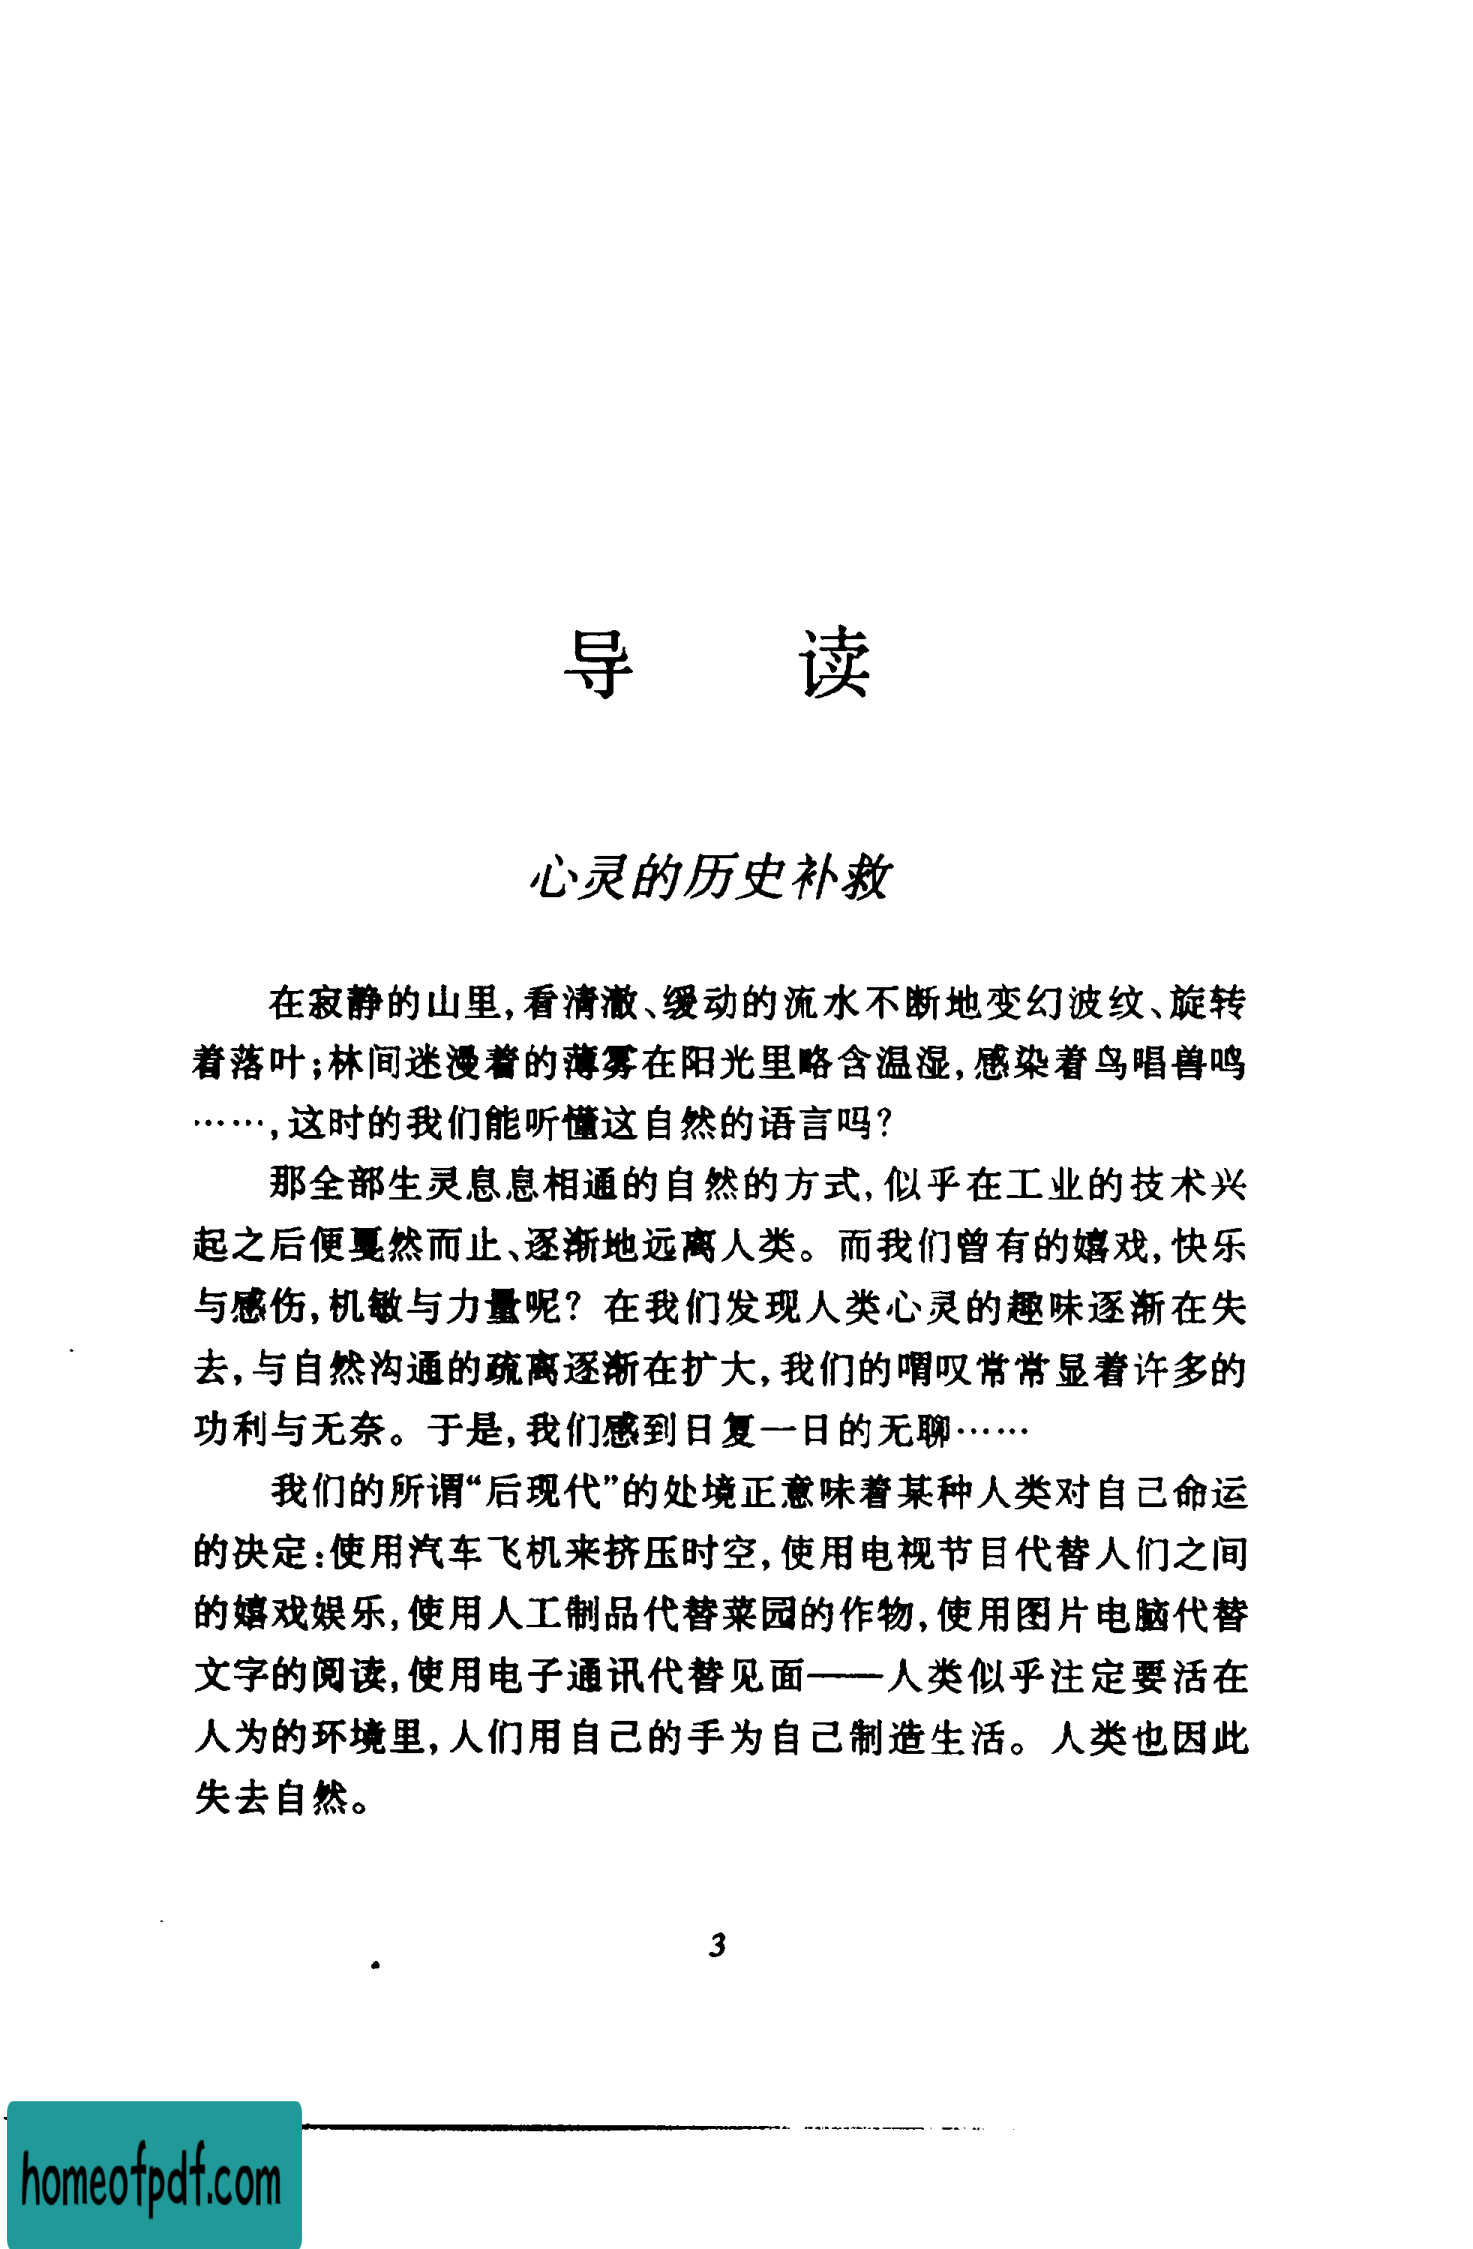 导 读
心灵的历史补救
在寂静的山里,看清澈、缓动的流水不断地变幻波纹、旋转
着落叶;林间迷漫着的薄雾在阳光里略含温湿,感染着鸟唱兽鸣
……,这时的我们能听懂这自然的语言吗?
那全部生灵息息相通的自然的方式,似乎在工业的技术兴
起之后便戛然而止、逐渐地远离人类。而我们曾有的嬉戏,快乐
与感伤,机敏与力量呢? 在我们发现人类心灵的趣味逐渐在失
去,与自然沟通的疏离逐渐在扩大,我们的喟叹常常显着许多的
功利与无奈。于是,我们感到日复一日的无聊……
我们的所谓“后现代”的处境正意味着某种人类对自己命运
的决定:使用汽车飞机来挤压时空,使用电视节目代替人们之间
的嬉戏娱乐,使用人工制品代替菜园的作物,使用图片电脑代替
文字的阅读,使用电子通讯代替见面——人类似乎注定要活在
人为的环境里,人们用自己的手为自己制造生活。人类也因此
失去自然。
3
homeofpdf.com